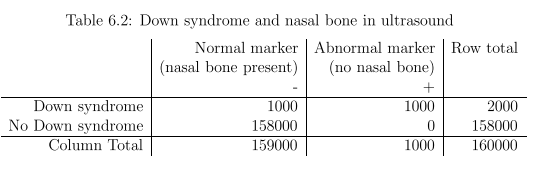 Table 6.2: Down syndrome and nasal bone in ultrasound
Normal marker Abnormal marker Row total
(nasal bone present) (no nasal bone)
- +
Down syndrome 1000 1000 2000
No Down syndrome 158000 0 158000
Column Total 159000 1000 160000